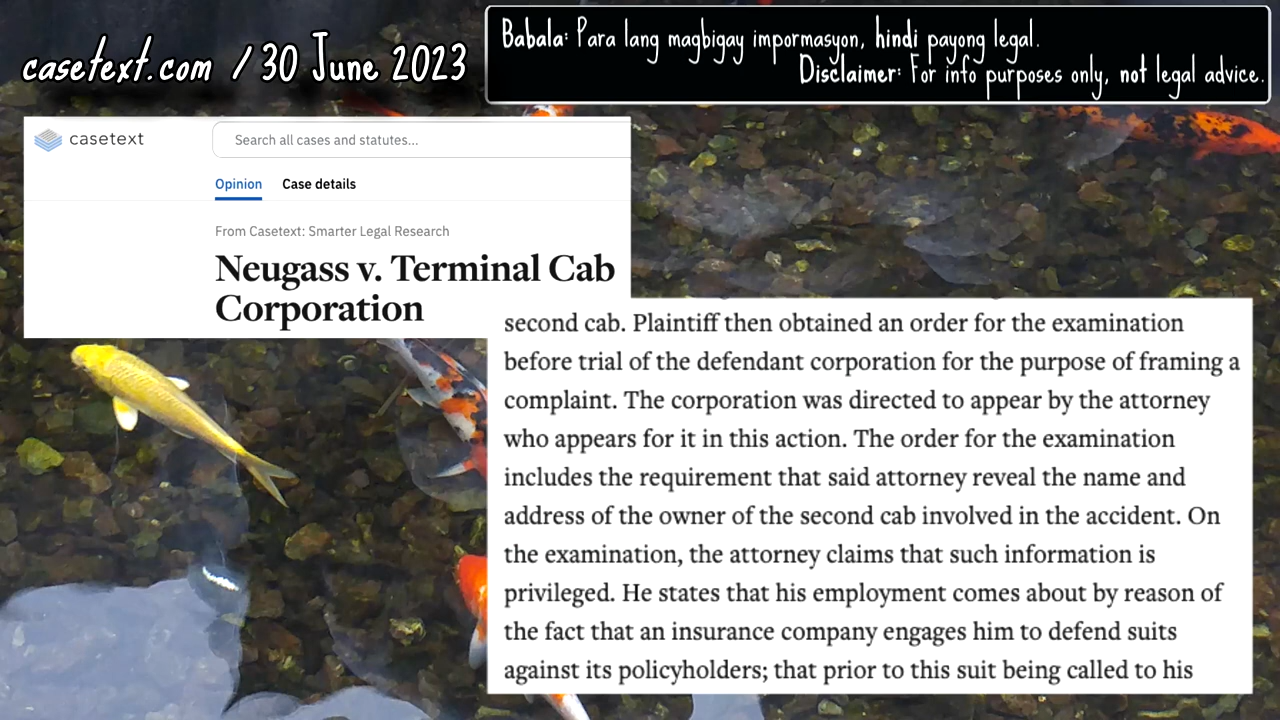 casetext.com / 30 June 2023
Babala: Para lang magbigay impormasyon, hindi payong legal.
Disclaimer: For info purposes only, not legal advice.
casetext
Search all cases and statutes...
Opinion Case details
From Casetext: Smarter Legal Research
Neugass v. Terminal Cab
Corporation
second cab. Plaintiff then obtained an order for the examination
before trial of the defendant corporation for the purpose of framing a
complaint. The corporation was directed to appear by the attorney
who appears for it in this action. The order for the examination
includes the requirement that said attorney reveal the name and
address of the owner of the second cab involved in the accident. On
the examination, the attorney claims that such information is
privileged. He states that his employment comes about by reason of
the fact that an insurance company engages him to defend suits
against its policyholders; that prior to this suit being called to his